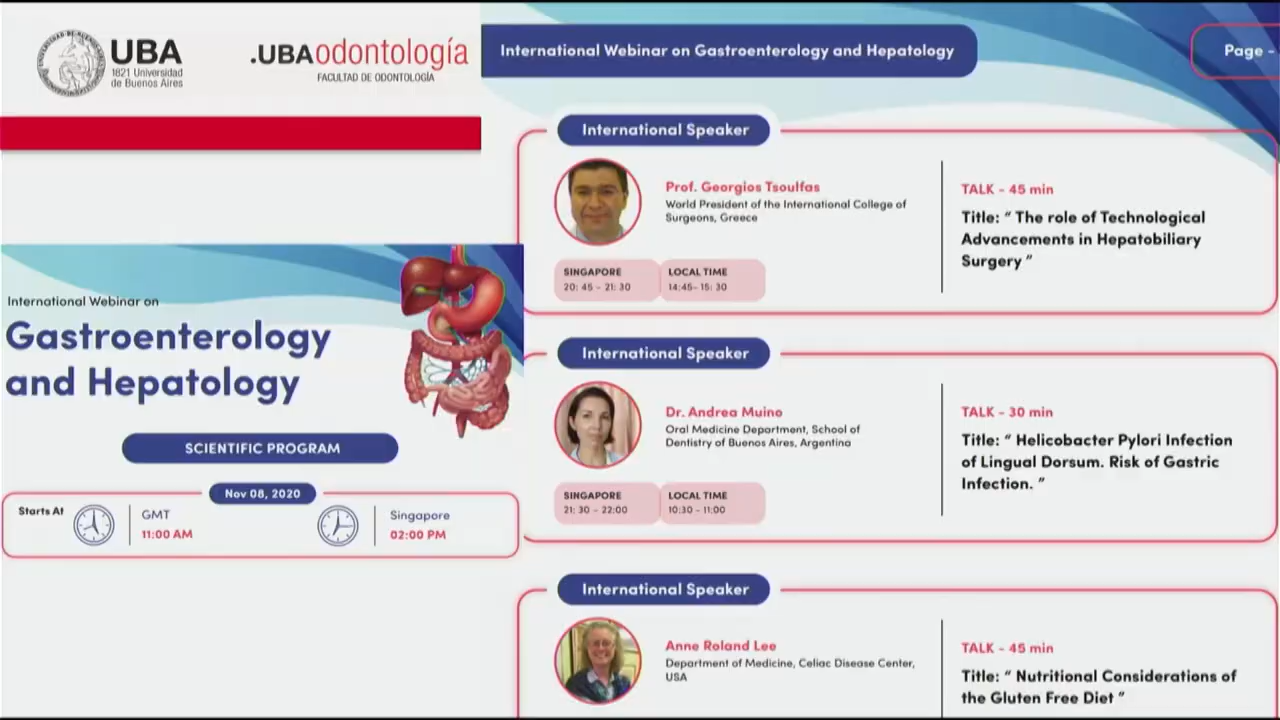 UBA
1821 Universidad
de Buenos Aires
.UBAodontología
FACULTAD DE ODONTOLOGÍA
International Webinar on
Gastroenterology
and Hepatology
SCIENTIFIC PROGRAM
Nov 08, 2020
Starts At
GMT
11:00 AM
Singapore
02:00 PM
International Webinar on Gastroenterology and Hepatology
Page -
International Speaker
Prof. Georgios Tsoulfas
World President of the International College of
Surgeons, Greece
SINGAPORE
20: 45 - 21: 30
LOCAL TIME
14:45- 15: 30
TALK - 45 min
Title: “ The role of Technological
Advancements in Hepatobiliary
Surgery ”
International Speaker
Dr. Andrea Muino
Oral Medicine Department, School of
Dentistry of Buenos Aires, Argentina
SINGAPORE
21: 30 - 22:00
LOCAL TIME
10:30 - 11:00
TALK - 30 min
Title: “ Helicobacter Pylori Infection
of Lingual Dorsum. Risk of Gastric
Infection. ”
International Speaker
Anne Roland Lee
Department of Medicine, Celiac Disease Center,
USA
TALK - 45 min
Title: “ Nutritional Considerations of
the Gluten Free Diet ”